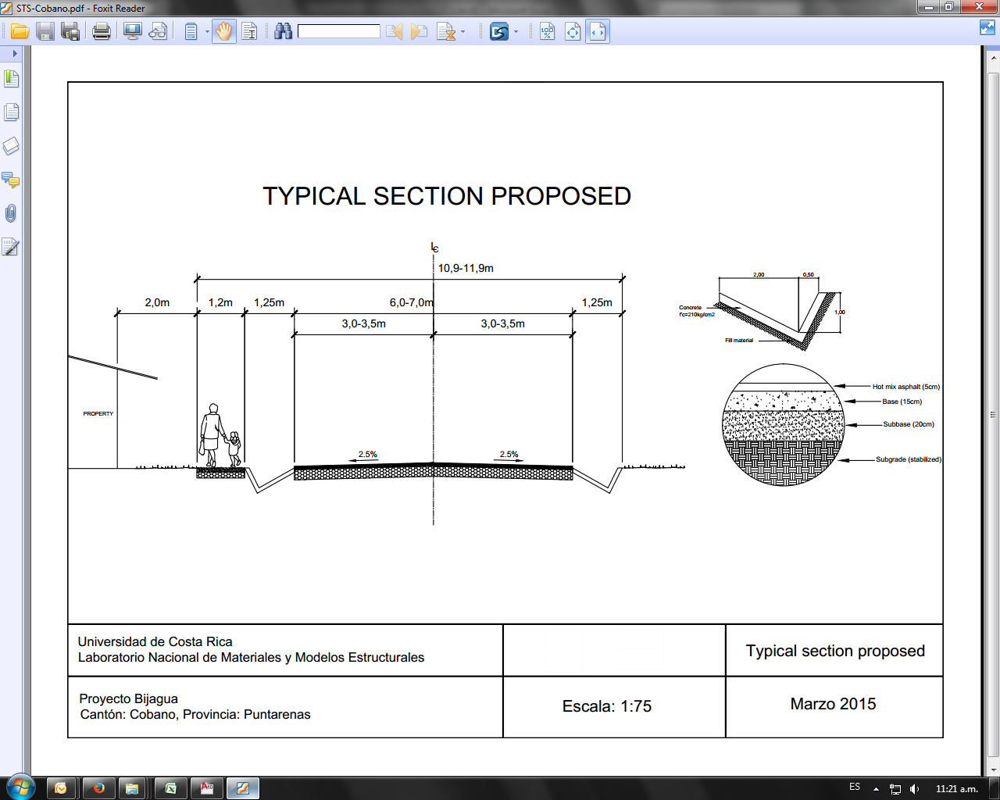 STS-Cobano.pdf - Foxit Reader
TYPICAL SECTION PROPOSED
10,9-11,9m
2,0m 1,2m 1,25m 6,0-7,0m 1,25m
3,0-3,5m 3,0-3,5m
2,00 0,50
Concrete
f'c=210kg/cm2
1,00
Fill material
PROPERTY
2.5% 2.5%
Hot mix asphalt (5cm)
Base (15cm)
Subbase (20cm)
Subgrade (stabilized)
Universidad de Costa Rica
Laboratorio Nacional de Materiales y Modelos Estructurales
Typical section proposed
Proyecto Bijagua
Cantón: Cobano, Provincia: Puntarenas
Escala: 1:75
Marzo 2015
ES
11:21 a.m.